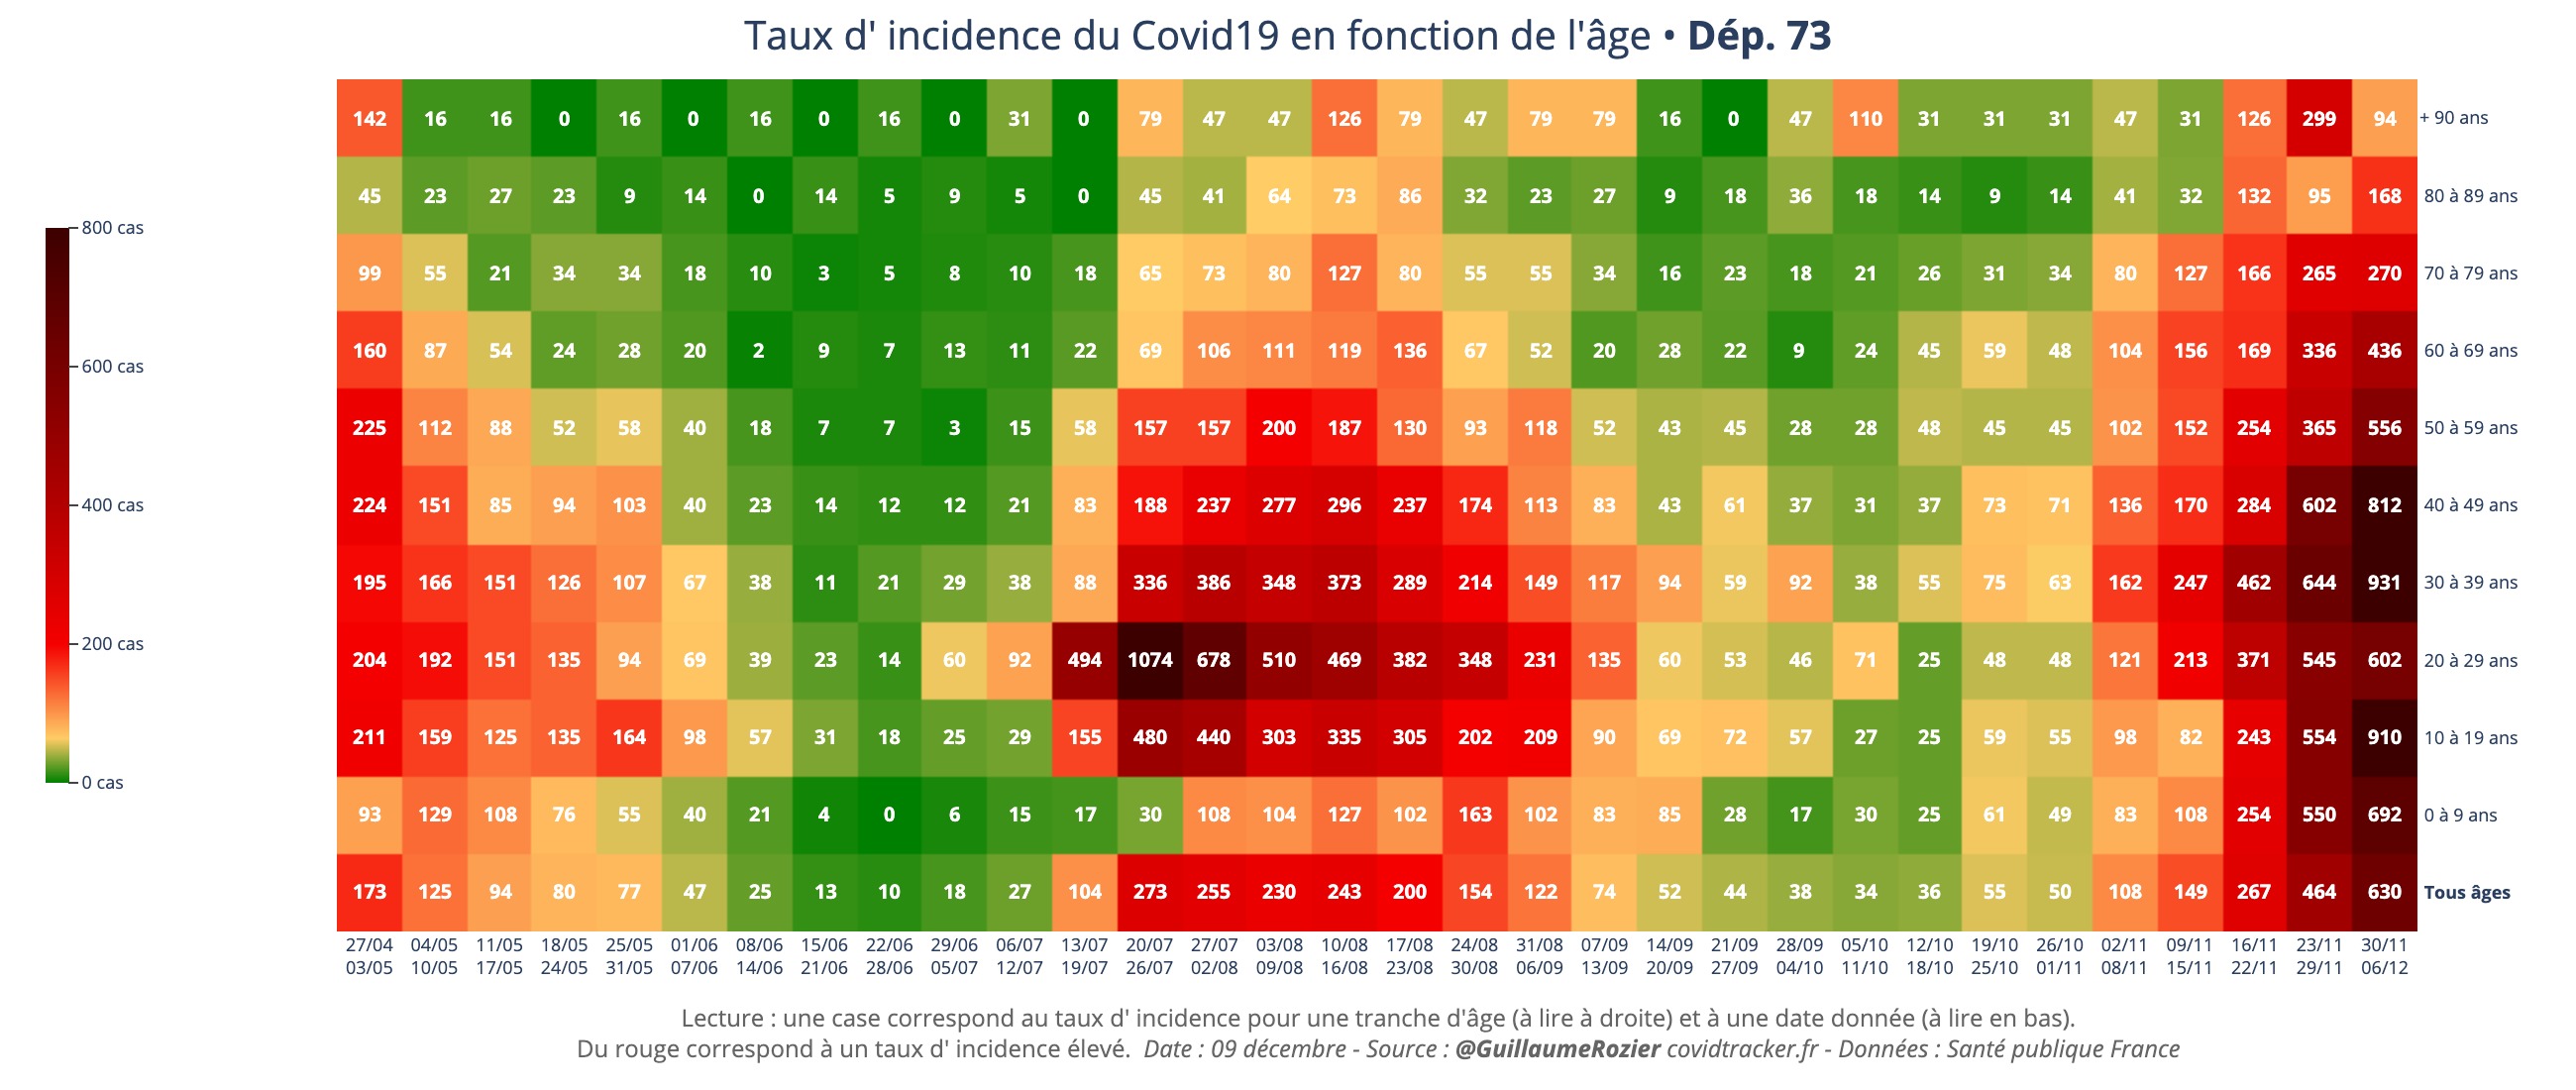 Taux d' incidence du Covid19 en fonction de l'âge • Dép. 73
142 16 16 0 16 0 16 0 16 0 31 0 79 47 47 126 79 47 79 79 16 0 47 110 31 31 31 47 31 126 299 94 + 90 ans
45 23 27 23 9 14 0 14 5 9 5 0 45 41 64 73 86 32 23 27 9 18 36 18 14 9 14 41 32 132 95 168 80 à 89 ans
800 cas
99 55 21 34 34 18 10 3 5 8 10 18 65 73 80 127 80 55 55 34 16 23 18 21 26 31 34 80 127 166 265 270 70 à 79 ans
160 87 54 24 28 20 2 9 7 13 11 22 69 106 111 119 136 67 52 20 28 22 9 24 45 59 48 104 156 169 336 436 60 à 69 ans
600 cas
225 112 88 52 58 40 18 7 7 3 15 58 157 157 200 187 130 93 118 52 43 45 28 28 48 45 45 102 152 254 365 556 50 à 59 ans
400 cas
224 151 85 94 103 40 23 14 12 12 21 83 188 237 277 296 237 174 113 83 43 61 37 31 37 73 71 136 170 284 602 812 40 à 49 ans
195 166 151 126 107 67 38 11 21 29 38 88 336 386 348 373 289 214 149 117 94 59 92 38 55 75 63 162 247 462 644 931 30 à 39 ans
200 cas
204 192 151 135 94 69 39 23 14 60 92 494 1074 678 510 469 382 348 231 135 60 53 46 71 25 48 48 121 213 371 545 602 20 à 29 ans
211 159 125 135 164 98 57 31 18 25 29 155 480 440 303 335 305 202 209 90 69 72 57 27 25 59 55 98 82 243 554 910 10 à 19 ans
0 cas
93 129 108 76 55 40 21 4 0 6 15 17 30 108 104 127 102 163 102 83 85 28 17 30 25 61 49 83 108 254 550 692 0 à 9 ans
173 125 94 80 77 47 25 13 10 18 27 104 273 255 230 243 200 154 122 74 52 44 38 34 36 55 50 108 149 267 464 630 Tous âges
27/04 04/05 11/05 18/05 25/05 01/06 08/06 15/06 22/06 29/06 06/07 13/07 20/07 27/07 03/08 10/08 17/08 24/08 31/08 07/09 14/09 21/09 28/09 05/10 12/10 19/10 26/10 02/11 09/11 16/11 23/11 30/11
03/05 10/05 17/05 24/05 31/05 07/06 14/06 21/06 28/06 05/07 12/07 19/07 26/07 02/08 09/08 16/08 23/08 30/08 06/09 13/09 20/09 27/09 04/10 11/10 18/10 25/10 01/11 08/11 15/11 22/11 29/11 06/12
Lecture : une case correspond au taux d' incidence pour une tranche d'âge (à lire à droite) et à une date donnée (à lire en bas).
Du rouge correspond à un taux d' incidence élevé. Date : 09 décembre - Source : @GuillaumeRozier covidtracker.fr - Données : Santé publique France